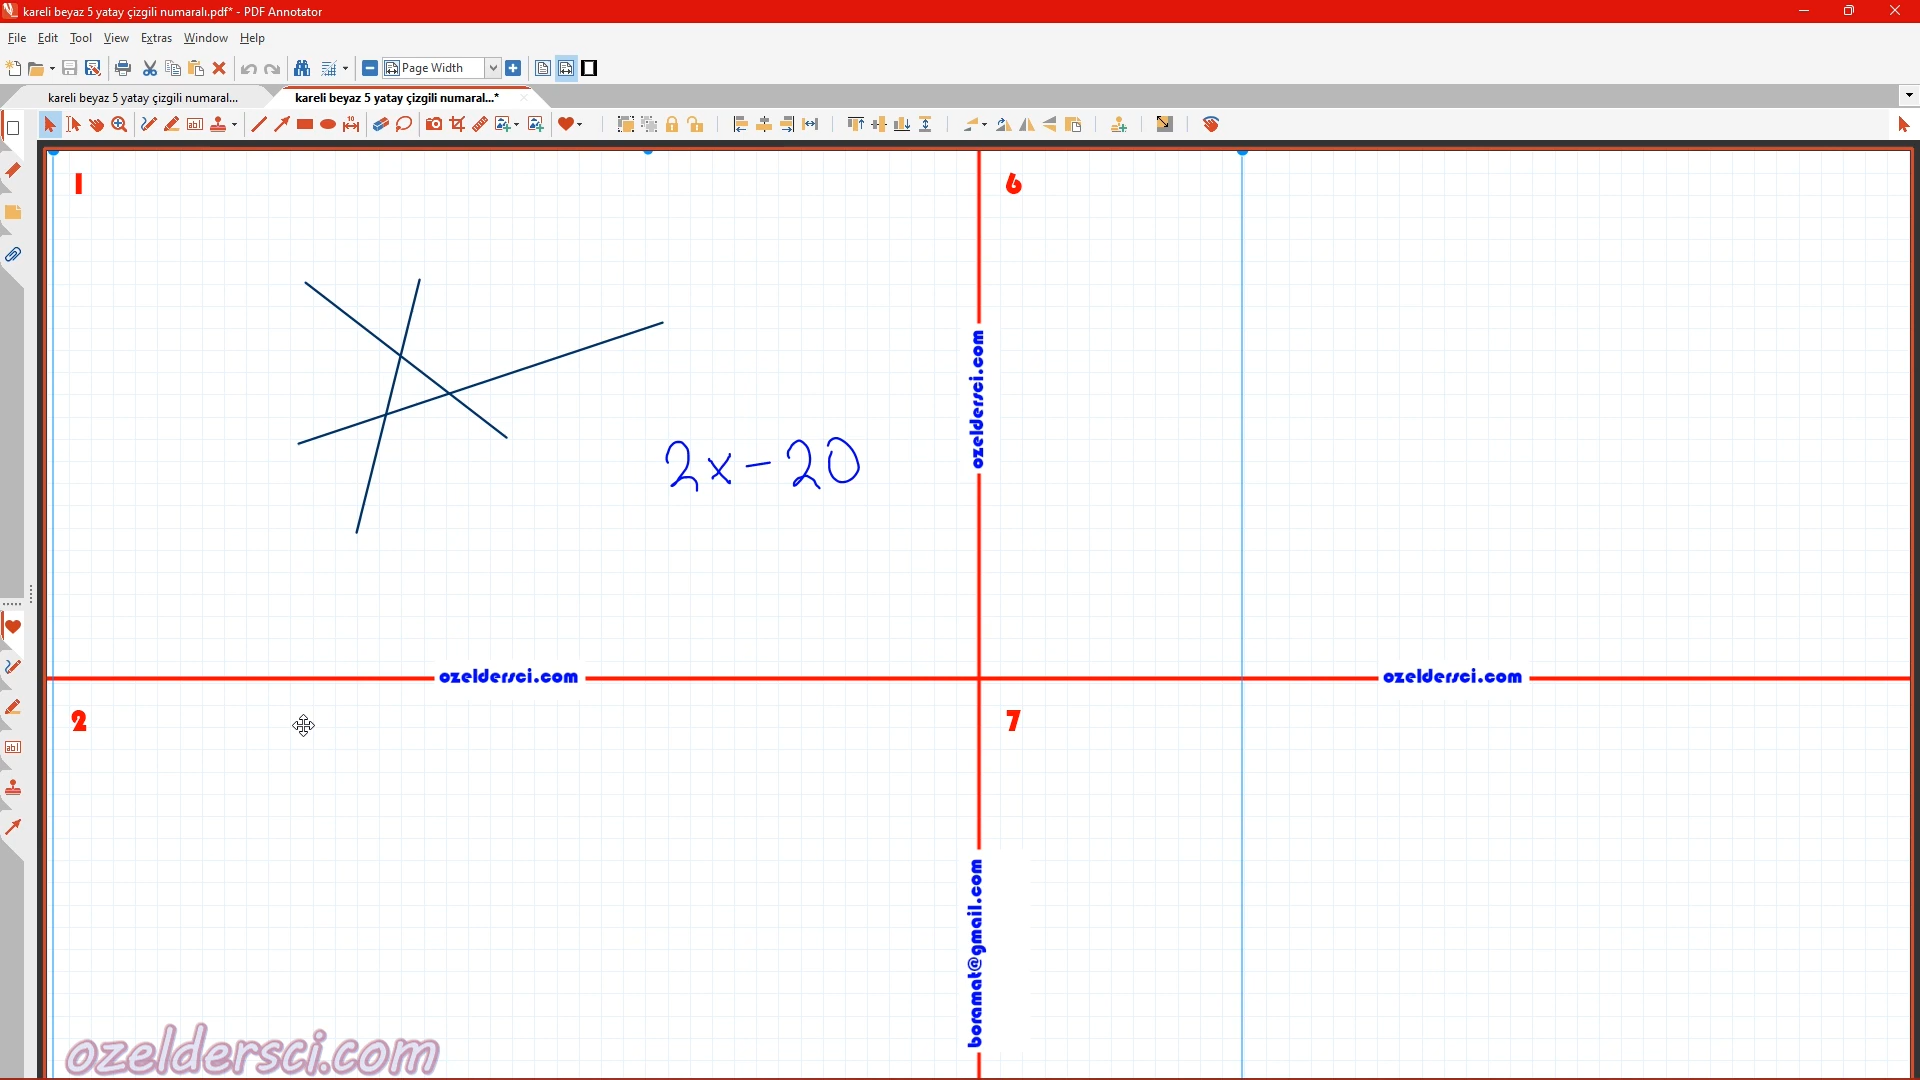 kareli beyaz 5 yatay çizgili numaralı.pdf* - PDF Annotator
File Edit Tool View Extras Window Help
Page Width
kareli beyaz 5 yatay çizgili numaral...
kareli beyaz 5 yatay çizgili numaral...*
1
6
2x-20
ozeldersci.com
ozeldersci.com
ozeldersci.com
2
7
boramat@gmail.com
ozeldersci.com